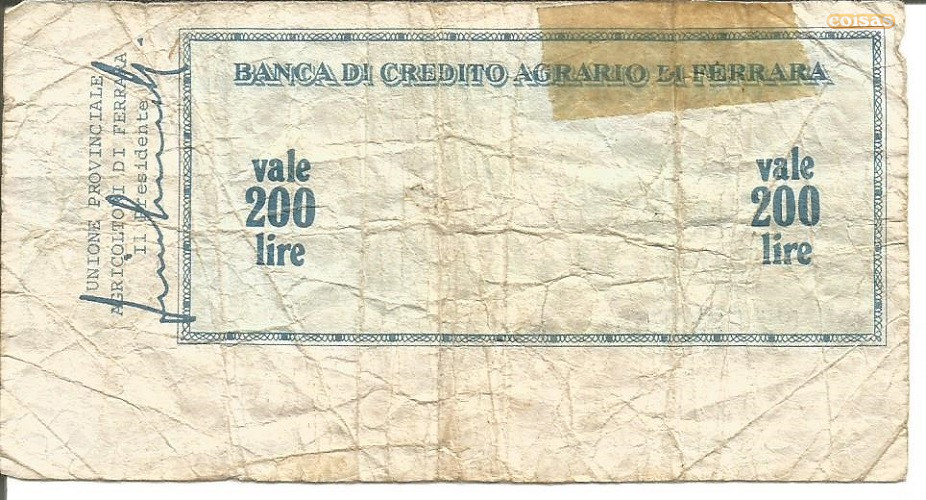 coisas
BANCA DI CREDITO AGRARIO DI FERRARA
vale
200
lire
vale
200
lire
UNIONE PROVINCIALE
AGRICOLTORI DI FERRARA
Il Presidente